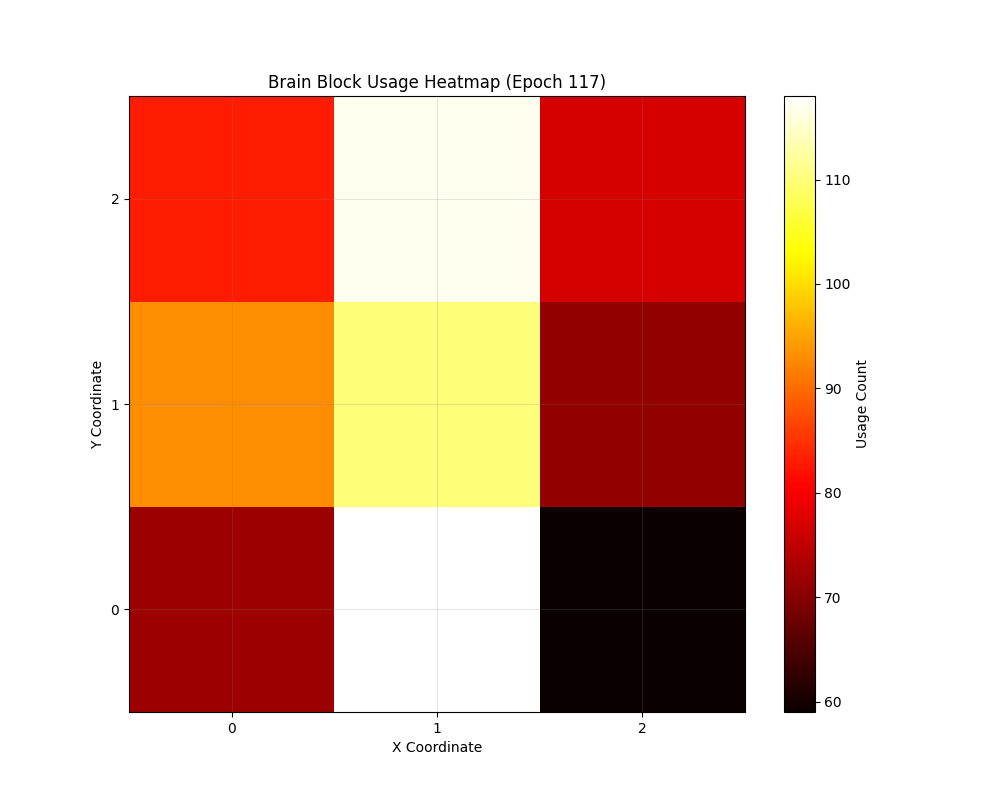 Brain Block Usage Heatmap (Epoch 117)
Y Coordinate
2
1
0
0 1 2
X Coordinate
110
100
90
80
70
60
Usage Count